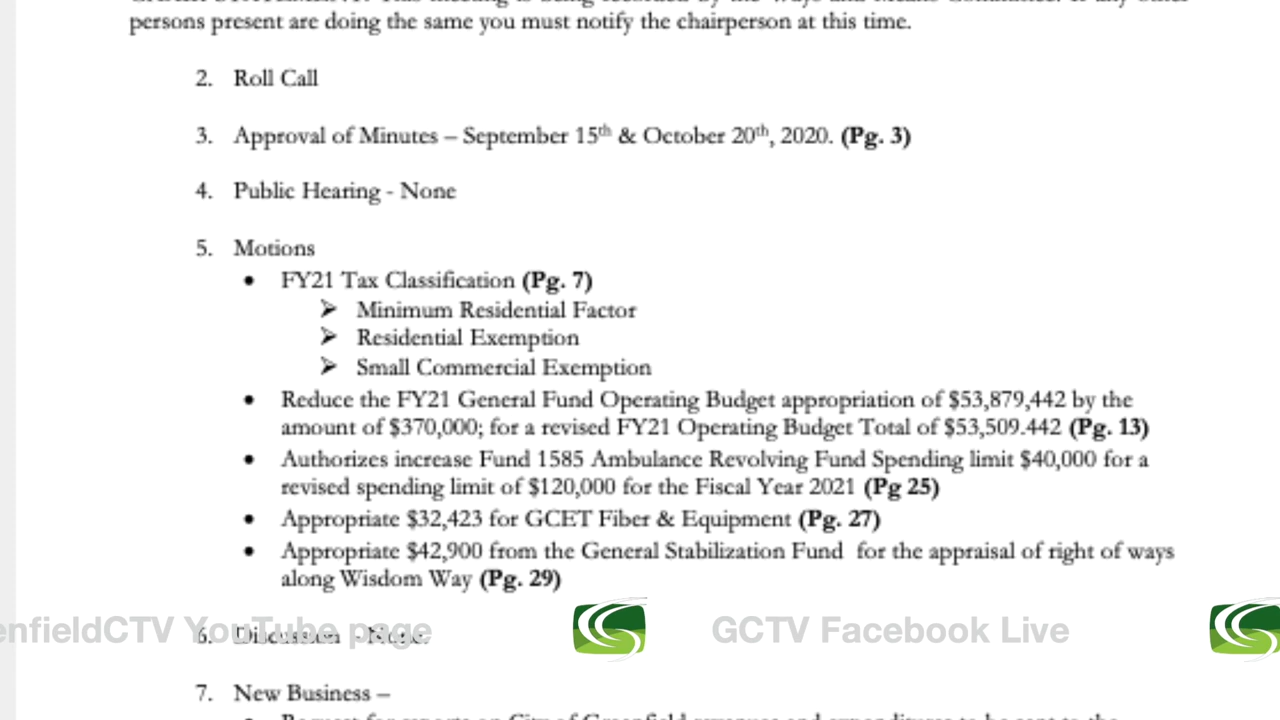 persons present are doing the same you must notify the chairperson at this time.
2. Roll Call
3. Approval of Minutes – September 15th & October 20th, 2020. (Pg. 3)
4. Public Hearing - None
5. Motions
• FY21 Tax Classification (Pg. 7)
➢ Minimum Residential Factor
➢ Residential Exemption
➢ Small Commercial Exemption
• Reduce the FY21 General Fund Operating Budget appropriation of $53,879,442 by the
amount of $370,000; for a revised FY21 Operating Budget Total of $53,509.442 (Pg. 13)
• Authorizes increase Fund 1585 Ambulance Revolving Fund Spending limit $40,000 for a
revised spending limit of $120,000 for the Fiscal Year 2021 (Pg 25)
• Appropriate $32,423 for GCET Fiber & Equipment (Pg. 27)
• Appropriate $42,900 from the General Stabilization Fund for the appraisal of right of ways
along Wisdom Way (Pg. 29)
6. Discussion - None.
enfieldCTV YouTube page GCTV Facebook Live
7. New Business –